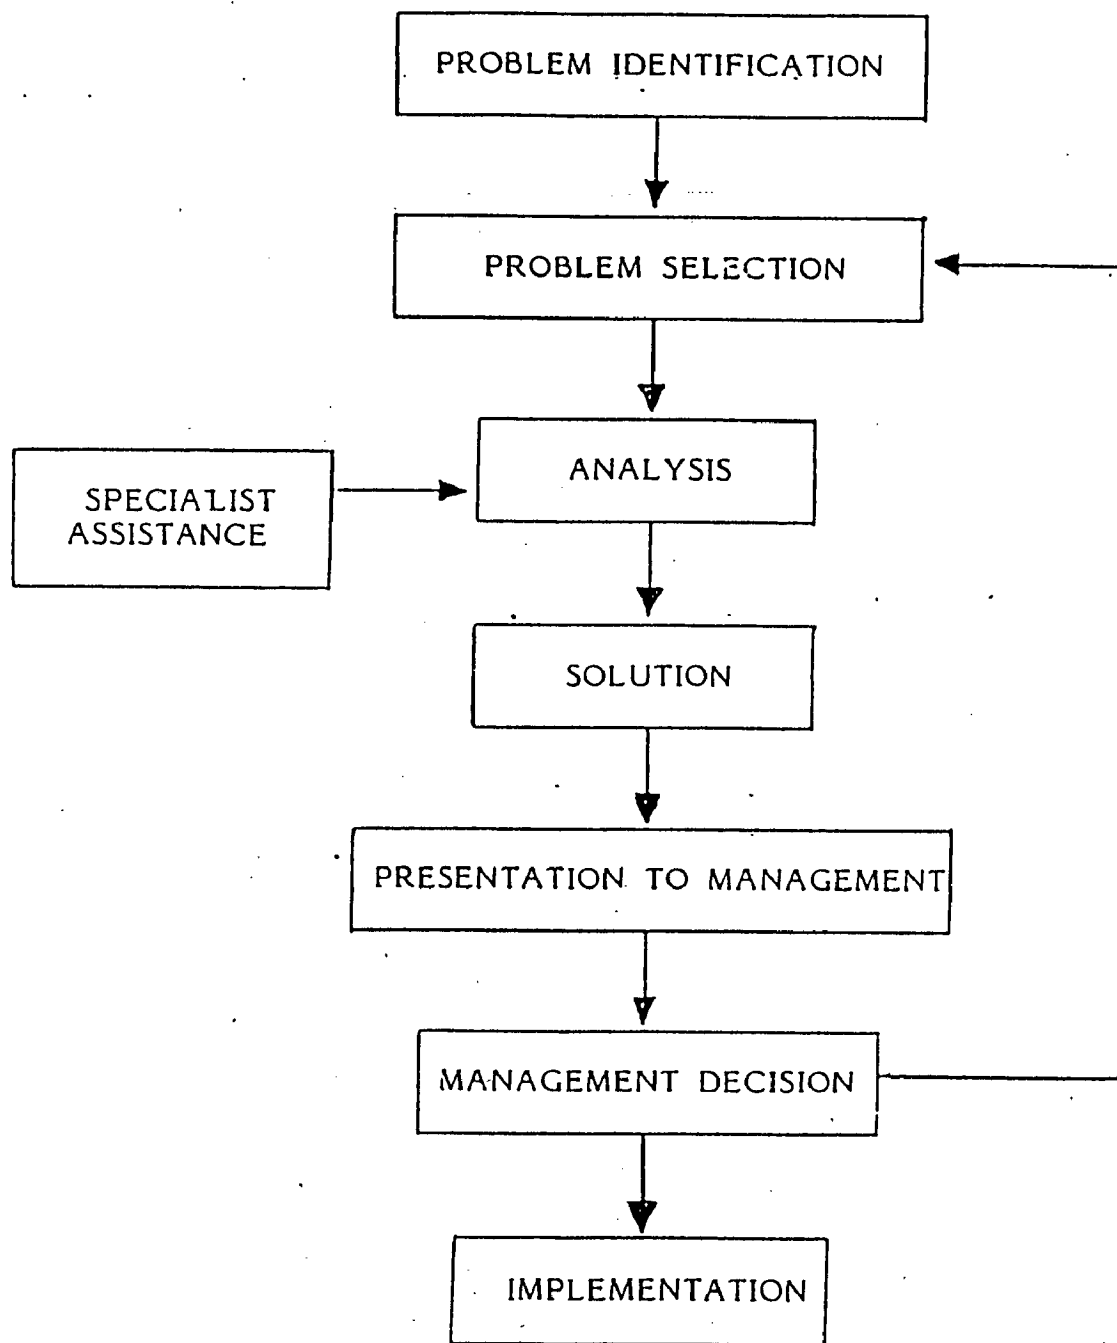 PROBLEM IDENTIFICATION
PROBLEM SELECTION
ANALYSIS
SPECIALIST
ASSISTANCE
SOLUTION
PRESENTATION TO MANAGEMENT
MANAGEMENT DECISION
IMPLEMENTATION